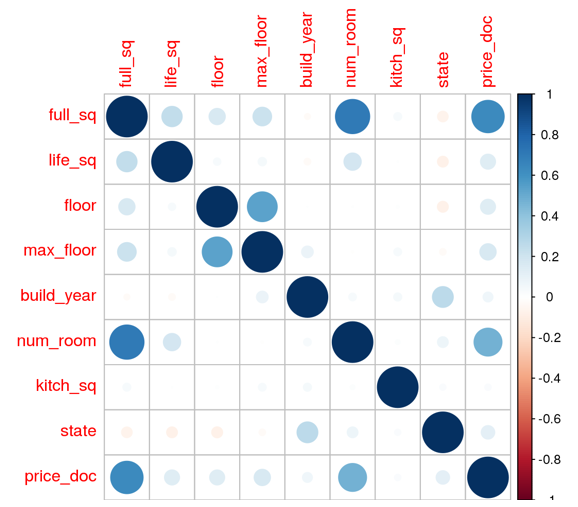 full_sq
life_sq
floor
max_floor
build_year
num_room
kitch_sq
state
price_doc
full_sq
life_sq
floor
max_floor
build_year
num_room
kitch_sq
state
price_doc
1
0.8
0.6
0.4
0.2
0
-0.2
-0.4
-0.6
-0.8
-1